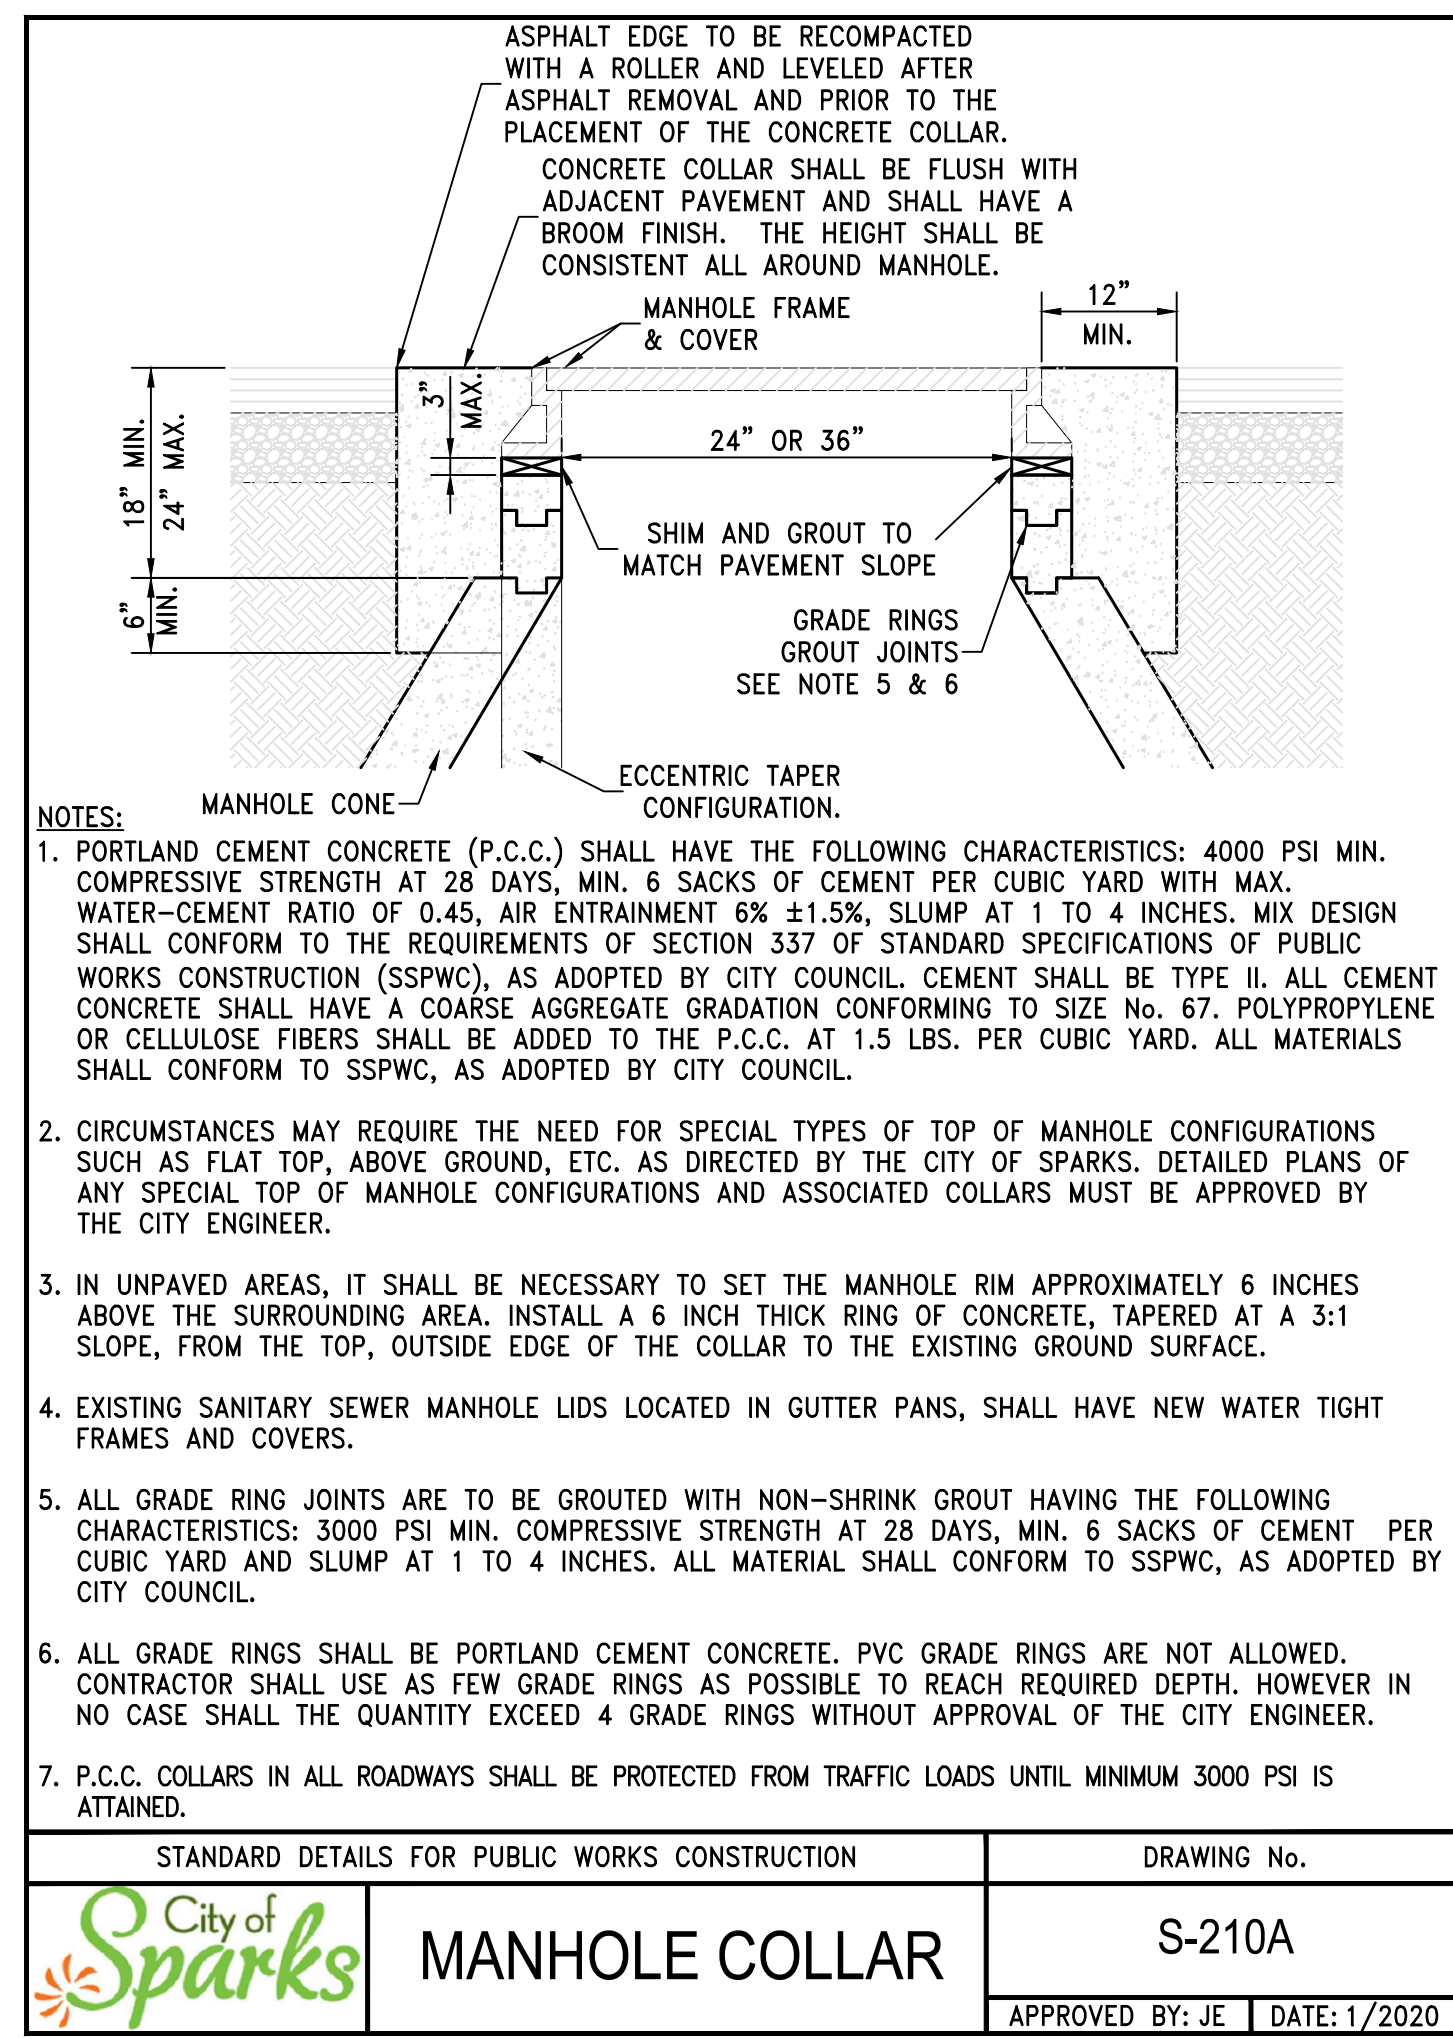 ASPHALT EDGE TO BE RECOMPACTED
WITH A ROLLER AND LEVELED AFTER
ASPHALT REMOVAL AND PRIOR TO THE
PLACEMENT OF THE CONCRETE COLLAR.
CONCRETE COLLAR SHALL BE FLUSH WITH
ADJACENT PAVEMENT AND SHALL HAVE A
BROOM FINISH. THE HEIGHT SHALL BE
CONSISTENT ALL AROUND MANHOLE.
MANHOLE FRAME
& COVER
12"
MIN.
3"
MAX.
18" MIN.
24" MAX.
24" OR 36"
SHIM AND GROUT TO
MATCH PAVEMENT SLOPE
6"
MIN.
GRADE RINGS
GROUT JOINTS
SEE NOTE 5 & 6
ECCENTRIC TAPER
CONFIGURATION.
MANHOLE CONE
NOTES:
1. PORTLAND CEMENT CONCRETE (P.C.C.) SHALL HAVE THE FOLLOWING CHARACTERISTICS: 4000 PSI MIN.
COMPRESSIVE STRENGTH AT 28 DAYS, MIN. 6 SACKS OF CEMENT PER CUBIC YARD WITH MAX.
WATER-CEMENT RATIO OF 0.45, AIR ENTRAINMENT 6% ±1.5%, SLUMP AT 1 TO 4 INCHES. MIX DESIGN
SHALL CONFORM TO THE REQUIREMENTS OF SECTION 337 OF STANDARD SPECIFICATIONS OF PUBLIC
WORKS CONSTRUCTION (SSPWC), AS ADOPTED BY CITY COUNCIL. CEMENT SHALL BE TYPE II. ALL CEMENT
CONCRETE SHALL HAVE A COARSE AGGREGATE GRADATION CONFORMING TO SIZE No. 67. POLYPROPYLENE
OR CELLULOSE FIBERS SHALL BE ADDED TO THE P.C.C. AT 1.5 LBS. PER CUBIC YARD. ALL MATERIALS
SHALL CONFORM TO SSPWC, AS ADOPTED BY CITY COUNCIL.
2. CIRCUMSTANCES MAY REQUIRE THE NEED FOR SPECIAL TYPES OF TOP OF MANHOLE CONFIGURATIONS
SUCH AS FLAT TOP, ABOVE GROUND, ETC. AS DIRECTED BY THE CITY OF SPARKS. DETAILED PLANS OF
ANY SPECIAL TOP OF MANHOLE CONFIGURATIONS AND ASSOCIATED COLLARS MUST BE APPROVED BY
THE CITY ENGINEER.
3. IN UNPAVED AREAS, IT SHALL BE NECESSARY TO SET THE MANHOLE RIM APPROXIMATELY 6 INCHES
ABOVE THE SURROUNDING AREA. INSTALL A 6 INCH THICK RING OF CONCRETE, TAPERED AT A 3:1
SLOPE, FROM THE TOP, OUTSIDE EDGE OF THE COLLAR TO THE EXISTING GROUND SURFACE.
4. EXISTING SANITARY SEWER MANHOLE LIDS LOCATED IN GUTTER PANS, SHALL HAVE NEW WATER TIGHT
FRAMES AND COVERS.
5. ALL GRADE RING JOINTS ARE TO BE GROUTED WITH NON-SHRINK GROUT HAVING THE FOLLOWING
CHARACTERISTICS: 3000 PSI MIN. COMPRESSIVE STRENGTH AT 28 DAYS, MIN. 6 SACKS OF CEMENT PER
CUBIC YARD AND SLUMP AT 1 TO 4 INCHES. ALL MATERIAL SHALL CONFORM TO SSPWC, AS ADOPTED BY
CITY COUNCIL.
6. ALL GRADE RINGS SHALL BE PORTLAND CEMENT CONCRETE. PVC GRADE RINGS ARE NOT ALLOWED.
CONTRACTOR SHALL USE AS FEW GRADE RINGS AS POSSIBLE TO REACH REQUIRED DEPTH. HOWEVER IN
NO CASE SHALL THE QUANTITY EXCEED 4 GRADE RINGS WITHOUT APPROVAL OF THE CITY ENGINEER.
7. P.C.C. COLLARS IN ALL ROADWAYS SHALL BE PROTECTED FROM TRAFFIC LOADS UNTIL MINIMUM 3000 PSI IS
ATTAINED.
STANDARD DETAILS FOR PUBLIC WORKS CONSTRUCTION
DRAWING No.
City of
Sparks
MANHOLE COLLAR
S-210A
APPROVED BY: JE
DATE: 1/2020